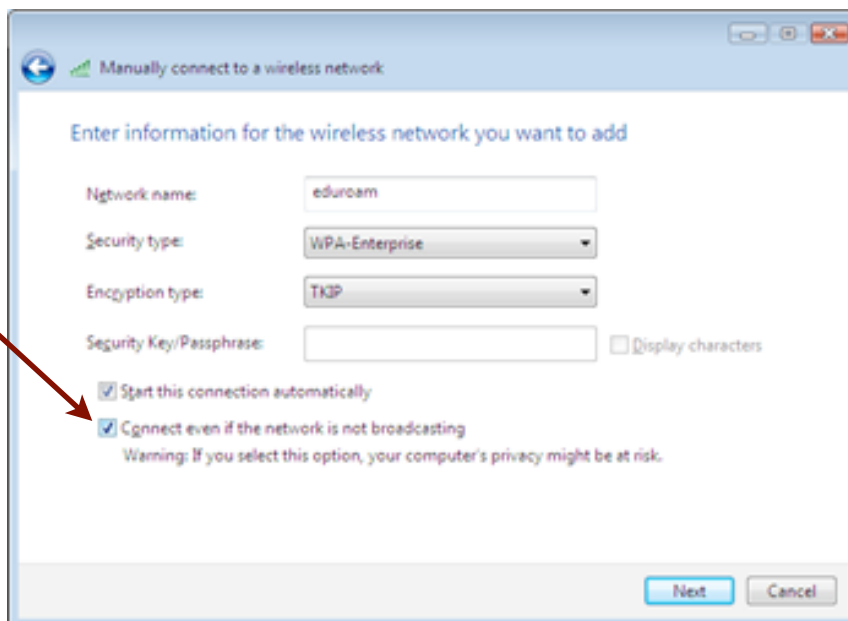 Manually connect to a wireless network
Enter information for the wireless network you want to add
Network name: eduroam
Security type: WPA-Enterprise
Encryption type: TKIP
Security Key/Passphrase: Display characters
Start this connection automatically
Connect even if the network is not broadcasting
Warning: If you select this option, your computer's privacy might be at risk.
Next Cancel